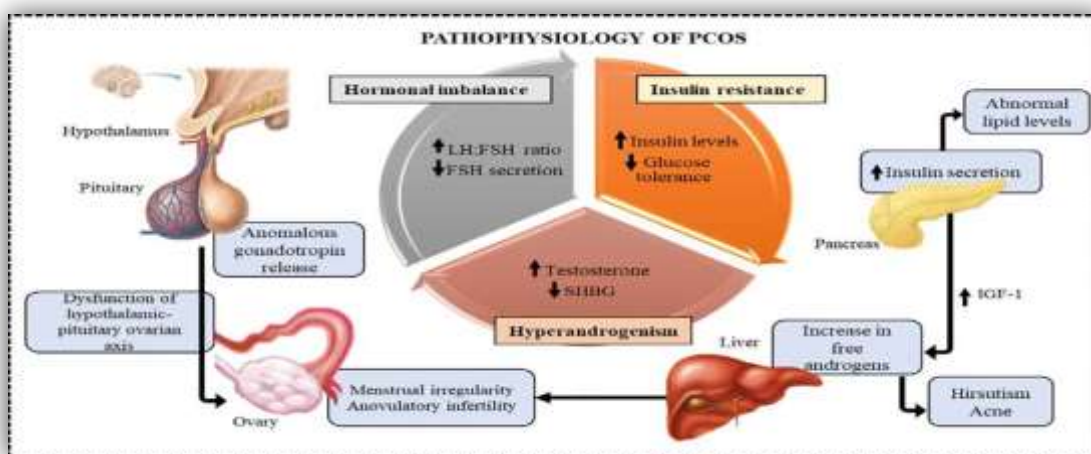 PATHOPHYSIOLOGY OF PCOS
Hormonal imbalance
Insulin resistance
Hypothalamus
Pituitary
Anomalous
gonadotropin
release
Dysfunction of
hypothalamic-
pituitary ovarian
axis
Ovary
Menstrual irregularity
Anovulatory infertility
LH:FSH ratio
FSH secretion
Insulin levels
Glucose
tolerance
Testosterone
SHBG
Hyperandrogenism
Abnormal
lipid levels
Insulin secretion
Pancreas
IGF-1
Liver
Increase in
free
androgens
Hirsutism
Acne